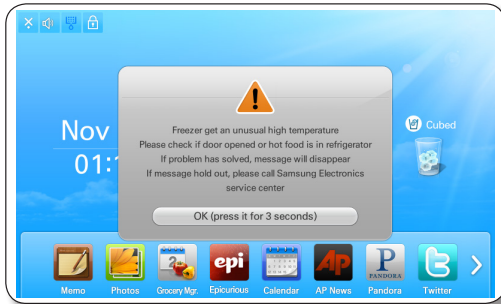 Nov
01:
Cubed
Freezer get an unusual high temperature
Please check if door opened or hot food is in refrigerator
If problem has solved, message will disappear
If message hold out, please call Samsung Electronics
service center
OK (press it for 3 seconds)
2
epi
AP
P
PANDORA
Memo
Photos
Grocery Mgr.
Epicurious
Calendar
AP News
Pandora
Twitter